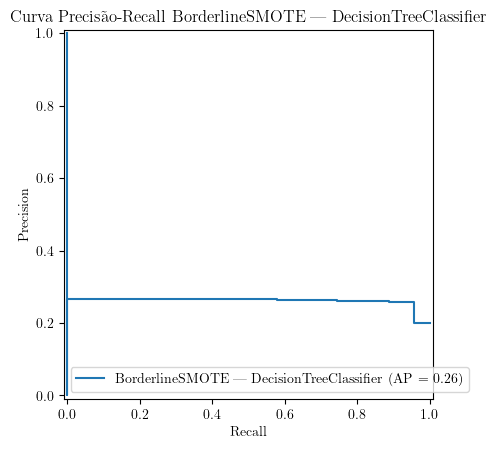 Curva Precisão-Recall BorderlineSMOTE — DecisionTreeClassifier
1.0
0.8
0.6
0.4
0.2
0.0
Precision
BorderlineSMOTE — DecisionTreeClassifier (AP = 0.26)
0.0 0.2 0.4 0.6 0.8 1.0
Recall